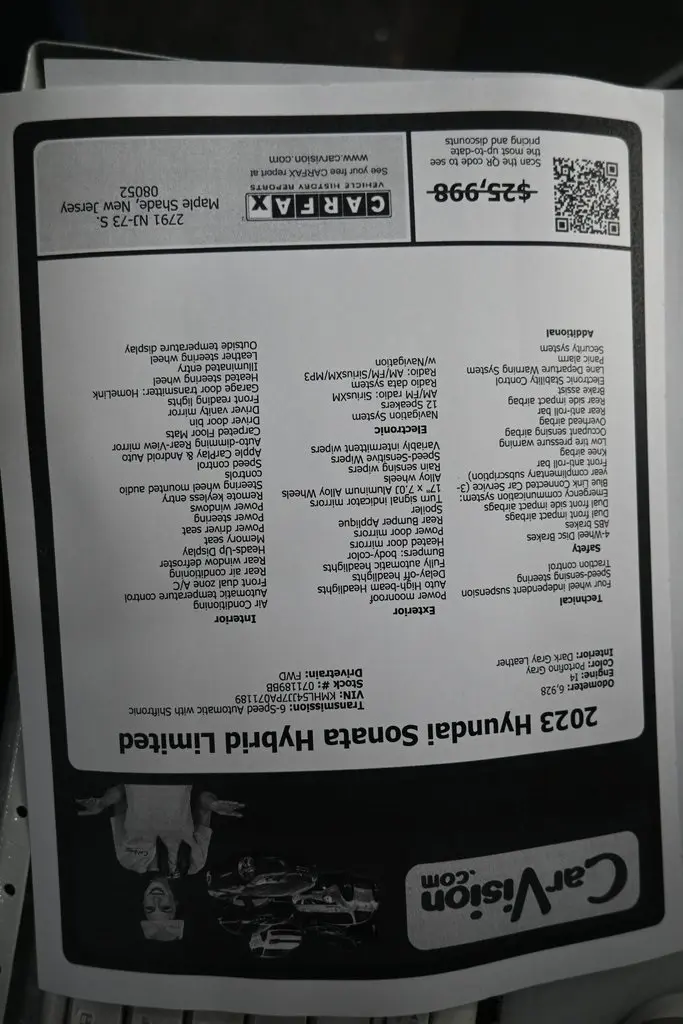 CarVision
.com
2023 Hyundai Sonata Hybrid Limited
Odometer: 6,928
Engine: I4
Color: Portofino Gray
Interior: Dark Gray Leather
Transmission: 6-Speed Automatic with Shiftronic
VIN: KMHL54JJ7PA071189
Stock #: 071189BB
Drivetrain: FWD
Technical
Four wheel independent suspension
Speed-sensing steering
Traction control
Safety
4-Wheel Disc Brakes
ABS brakes
Dual front impact airbags
Dual front side impact airbags
Emergency communication system:
Blue Link Connected Car Service (3-
year complimentary subscription)
Front anti-roll bar
Knee airbag
Low tire pressure warning
Occupant sensing airbag
Overhead airbag
Rear anti-roll bar
Rear side impact airbag
Brake assist
Electronic Stability Control
Lane Departure Warning System
Panic alarm
Security system
Additional
Exterior
Power moonroof
Auto High-beam Headlights
Delay-off headlights
Fully automatic headlights
Bumpers: body-color
Heated door mirrors
Power door mirrors
Rear Bumper Applique
Spoiler
Turn signal indicator mirrors
17" x 7.0J Aluminum Alloy Wheels
Alloy wheels
Rain sensing wipers
Speed-Sensitive Wipers
Variably intermittent wipers
Electronic
Navigation System
12 Speakers
AM/FM radio: SiriusXM
Radio data system
Radio: AM/FM/SiriusXM/MP3
w/Navigation
Interior
Air Conditioning
Automatic temperature control
Front dual zone A/C
Rear air conditioning
Rear window defroster
Heads-Up Display
Memory seat
Power driver seat
Power steering
Power windows
Remote keyless entry
Steering wheel mounted audio
controls
Speed control
Apple CarPlay & Android Auto
Auto-dimming Rear-View mirror
Carpeted Floor Mats
Driver door bin
Driver vanity mirror
Front reading lights
Garage door transmitter: HomeLink
Heated steering wheel
Illuminated entry
Leather steering wheel
Outside temperature display
$25,998
Scan the QR code to see
the most up-to-date
pricing and discounts
CARFAX
VEHICLE HISTORY REPORTS
See your free CARFAX report at
www.carvision.com
2791 NJ-73 S.
Maple Shade, New Jersey
08052